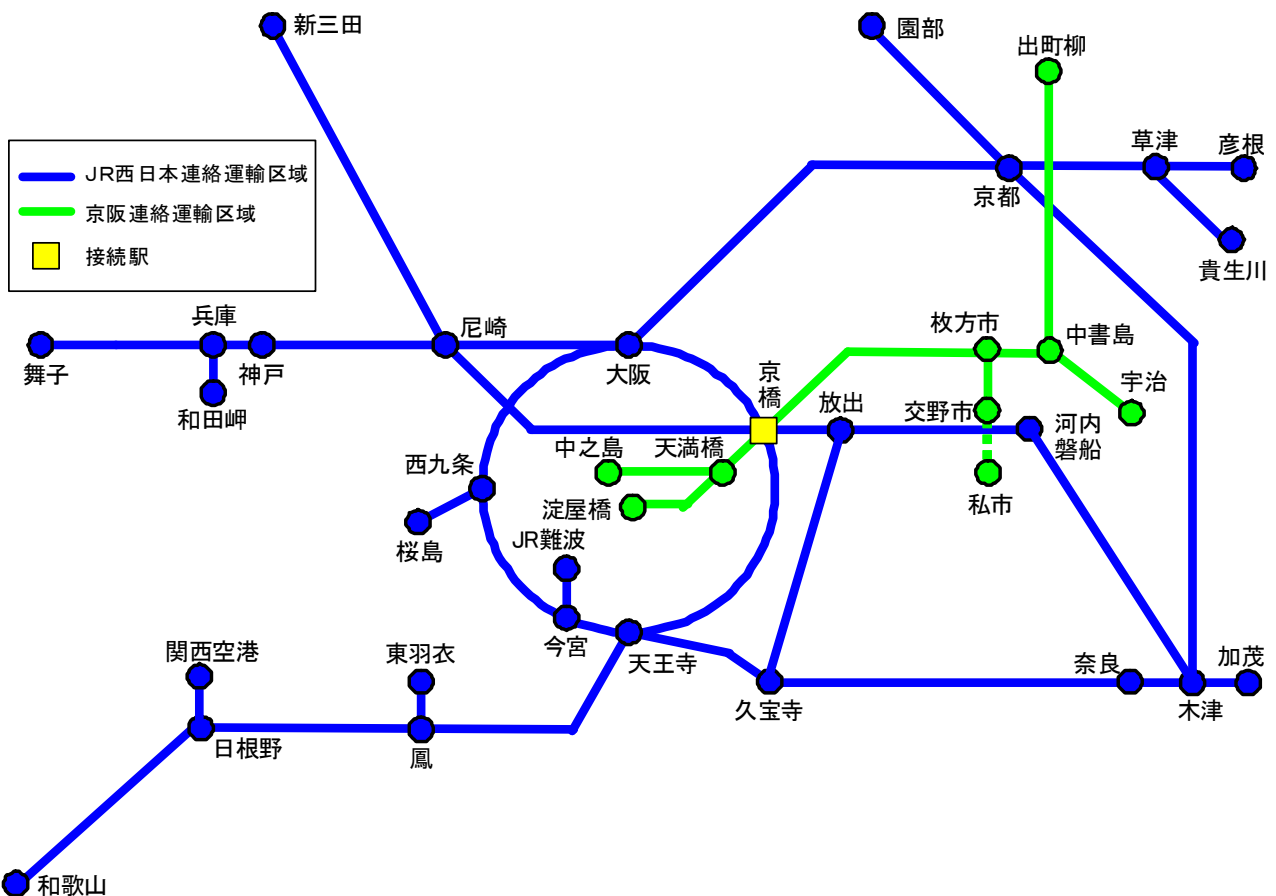 新三田
園部
出町柳
草津
彦根
JR西日本連絡運輸区域
京阪連絡運輸区域
接続駅
京都
貴生川
兵庫
尼崎
枚方市
中書島
舞子
神戸
大阪
京橋
宇治
和田岬
放出
交野市
河内
磐船
中之島
天満橋
西九条
私市
淀屋橋
桜島
JR難波
今宮
天王寺
関西空港
東羽衣
奈良
加茂
久宝寺
木津
日根野
鳳
和歌山